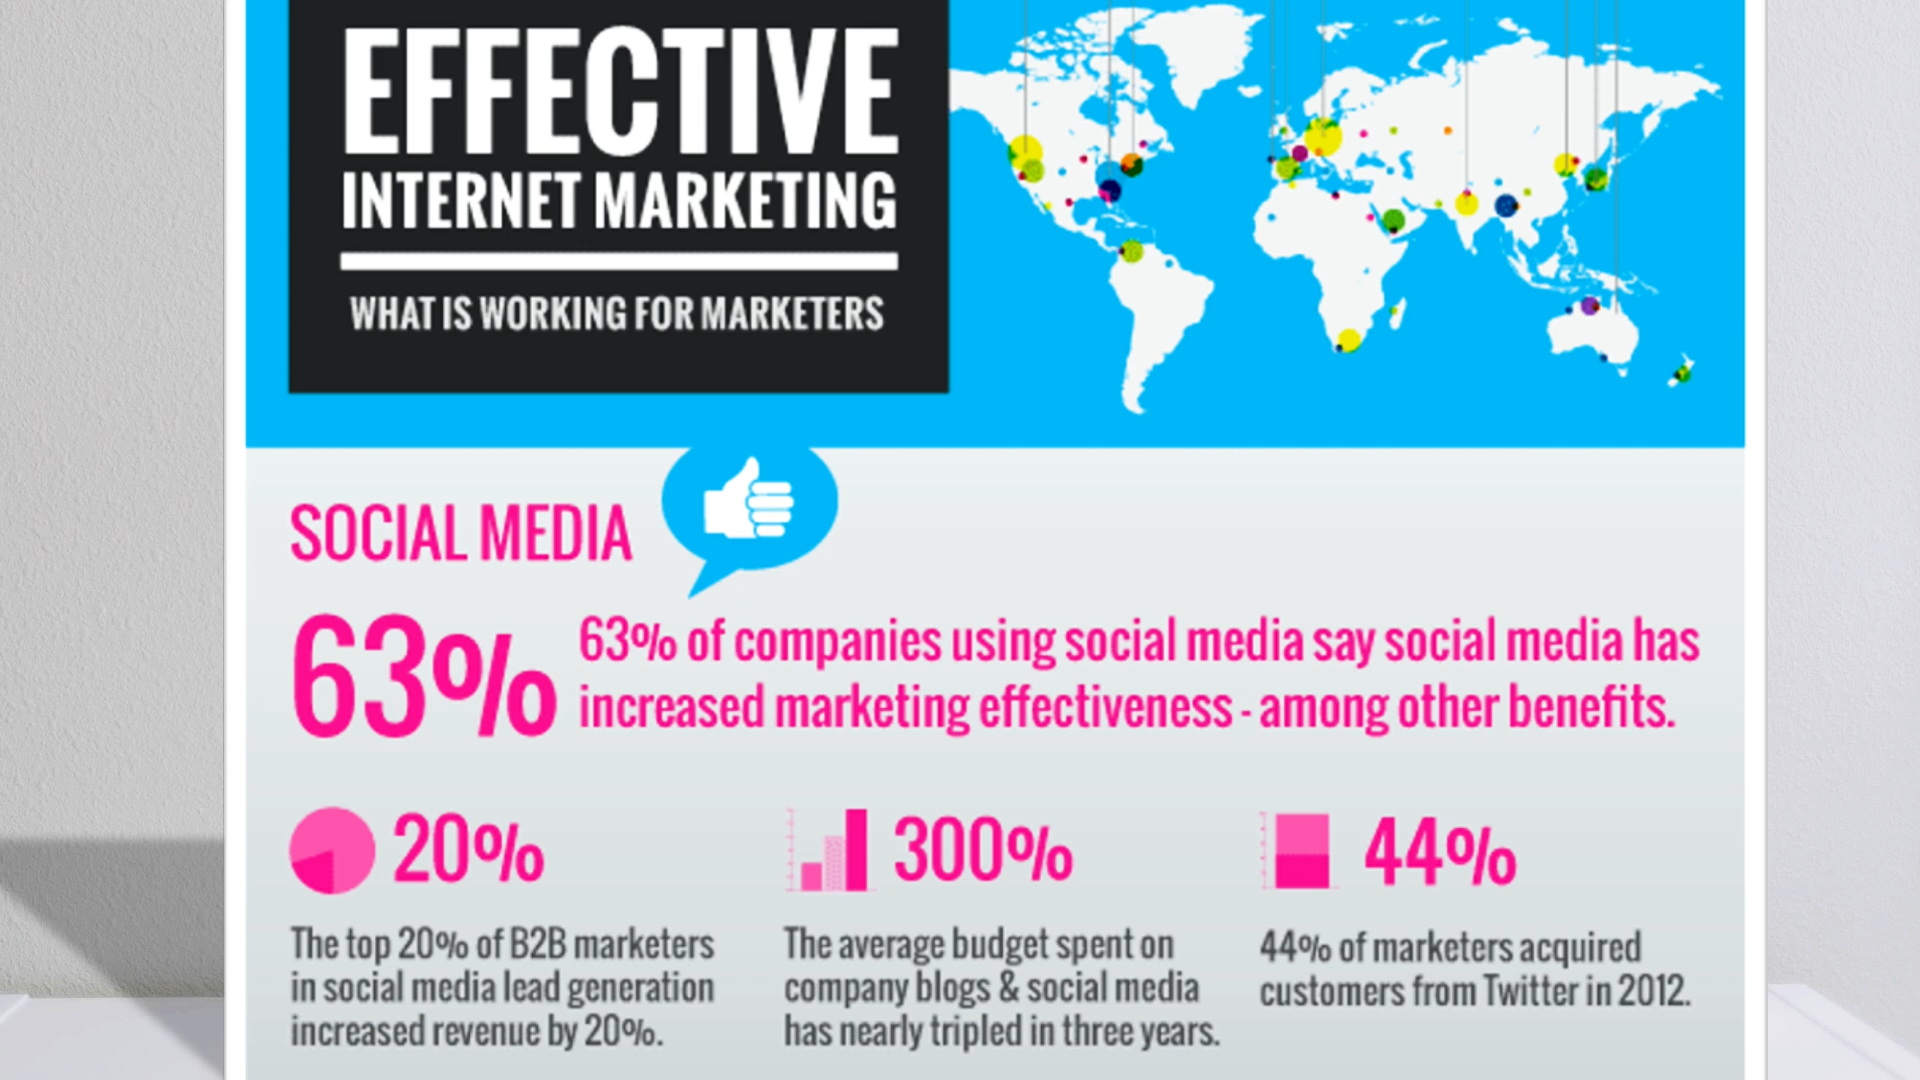 EFFECTIVE
INTERNET MARKETING
WHAT IS WORKING FOR MARKETERS
SOCIAL MEDIA
63%
63% of companies using social media say social media has
increased marketing effectiveness - among other benefits.
20%
The top 20% of B2B marketers
in social media lead generation
increased revenue by 20%.
300%
The average budget spent on
company blogs & social media
has nearly tripled in three years.
44%
44% of marketers acquired
customers from Twitter in 2012.